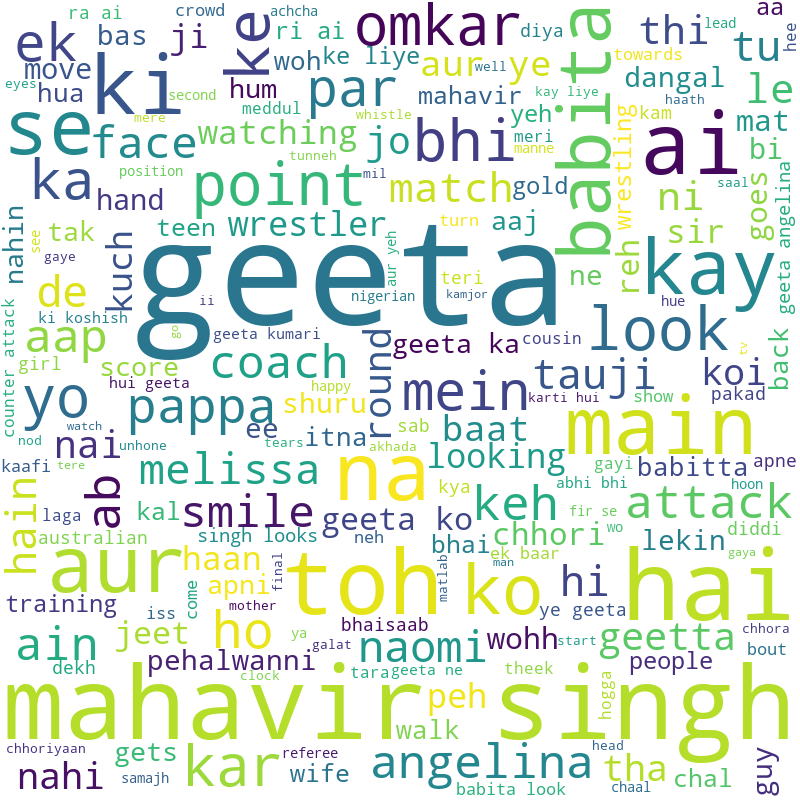 ra ai crowd achcha ke omkar thi aa hee
ek bas ji ri ai woh ke liye diya aur ye tu lead towards
eyes move hua second mere hum par mahavir dangal le
ki meddul well yeh kay liye haath kam
se face watching whistle jo bhi meri manne babita wrestling ai mat bi
ka position hand tunneh point mil match gold ni saal goes geeta angelina
nahin see tak teen wrestler turn aaj reh sir
gaye kuch geeta aur yeh teri ne kay
de ii nigerian kamjor hue back
aap ki koshish go geeta kumari geeta ka cousin look tv
counter attack girl score coach round mein tauji koi
yo hui geeta happy karti hui show pakad
nod watch pappa shuru sab baat main
nai unhone ee tears itna akhada looking gayi babitta apne
kaafi tere melissa na kya keh abhi bhi hoon
ab laga kal smile geeta ko attack
hain australian singh looks neh bhai chhori fir se wo diddi
aur haan ek baar lekin gaya
come apni final toh matlab ko man hi ye geeta hai
training iss mother ho bhaisaab
ain jeet ya galat naomi wohh start geetta chhora
dekh pehalwanni tara geeta ne theek people bout
clock hogga
mahavir singh
peh walk
chhoriyaan gets kar referee angelina head tha guy
nahi samajh wife babita look chaal chal